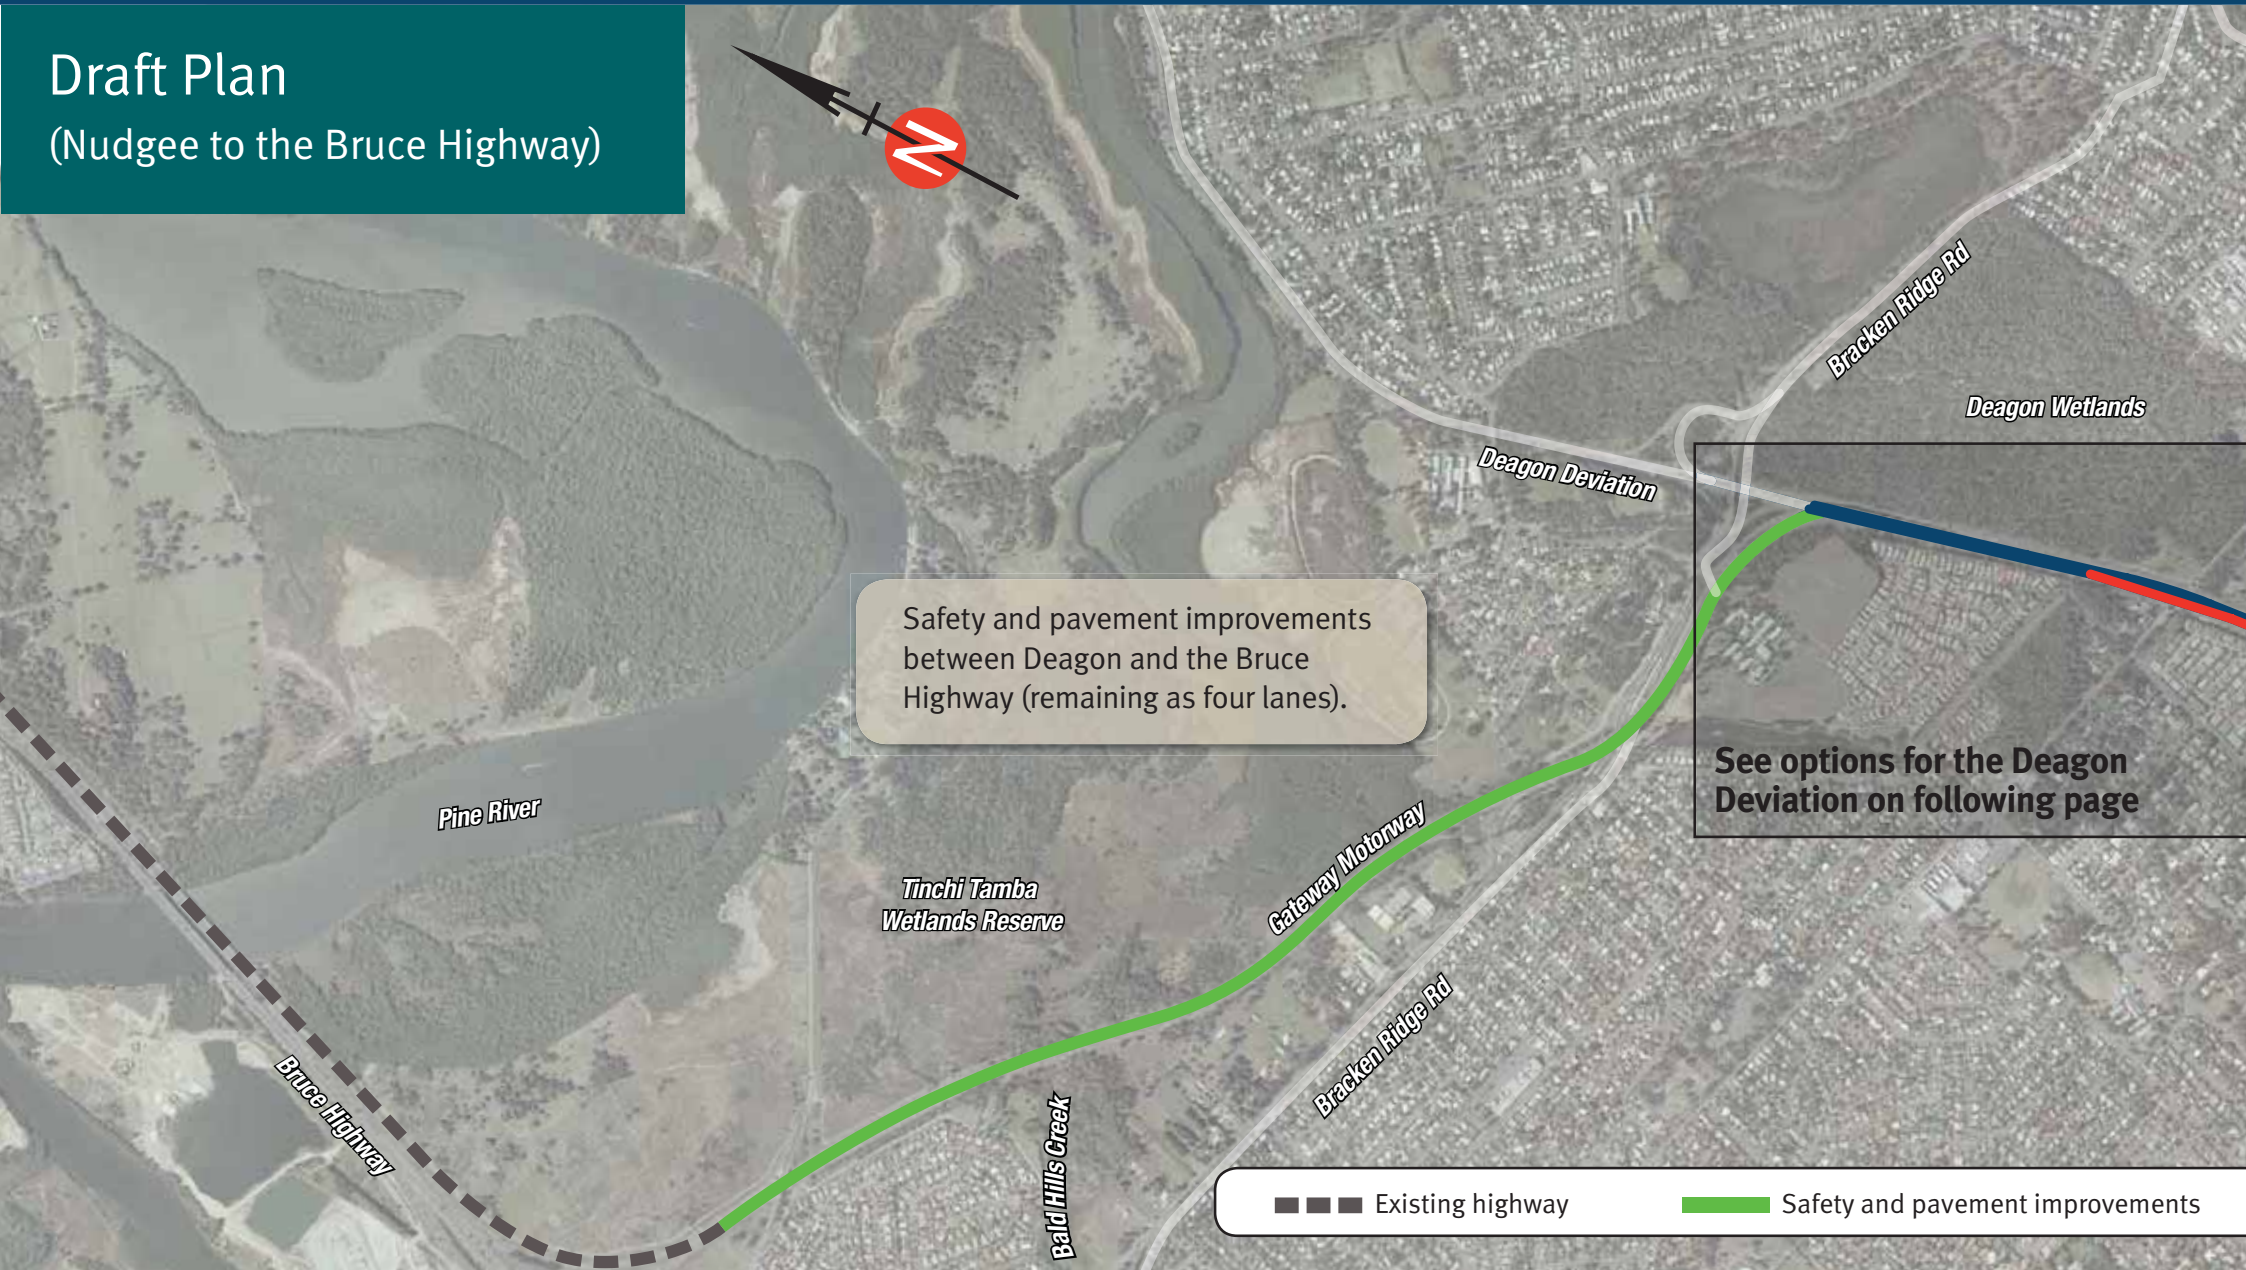 Draft Plan
(Nudgee to the Bruce Highway)
N
Bracken Ridge Rd
Deagon Wetlands
Deagon Deviation
Safety and pavement improvements
between Deagon and the Bruce
Highway (remaining as four lanes).
See options for the Deagon
Deviation on following page
Pine River
Gateway Motorway
Tinchi Tamba
Wetlands Reserve
Bracken Ridge Rd
Bruce Highway
Bald Hills Creek
Existing highway
Safety and pavement improvements